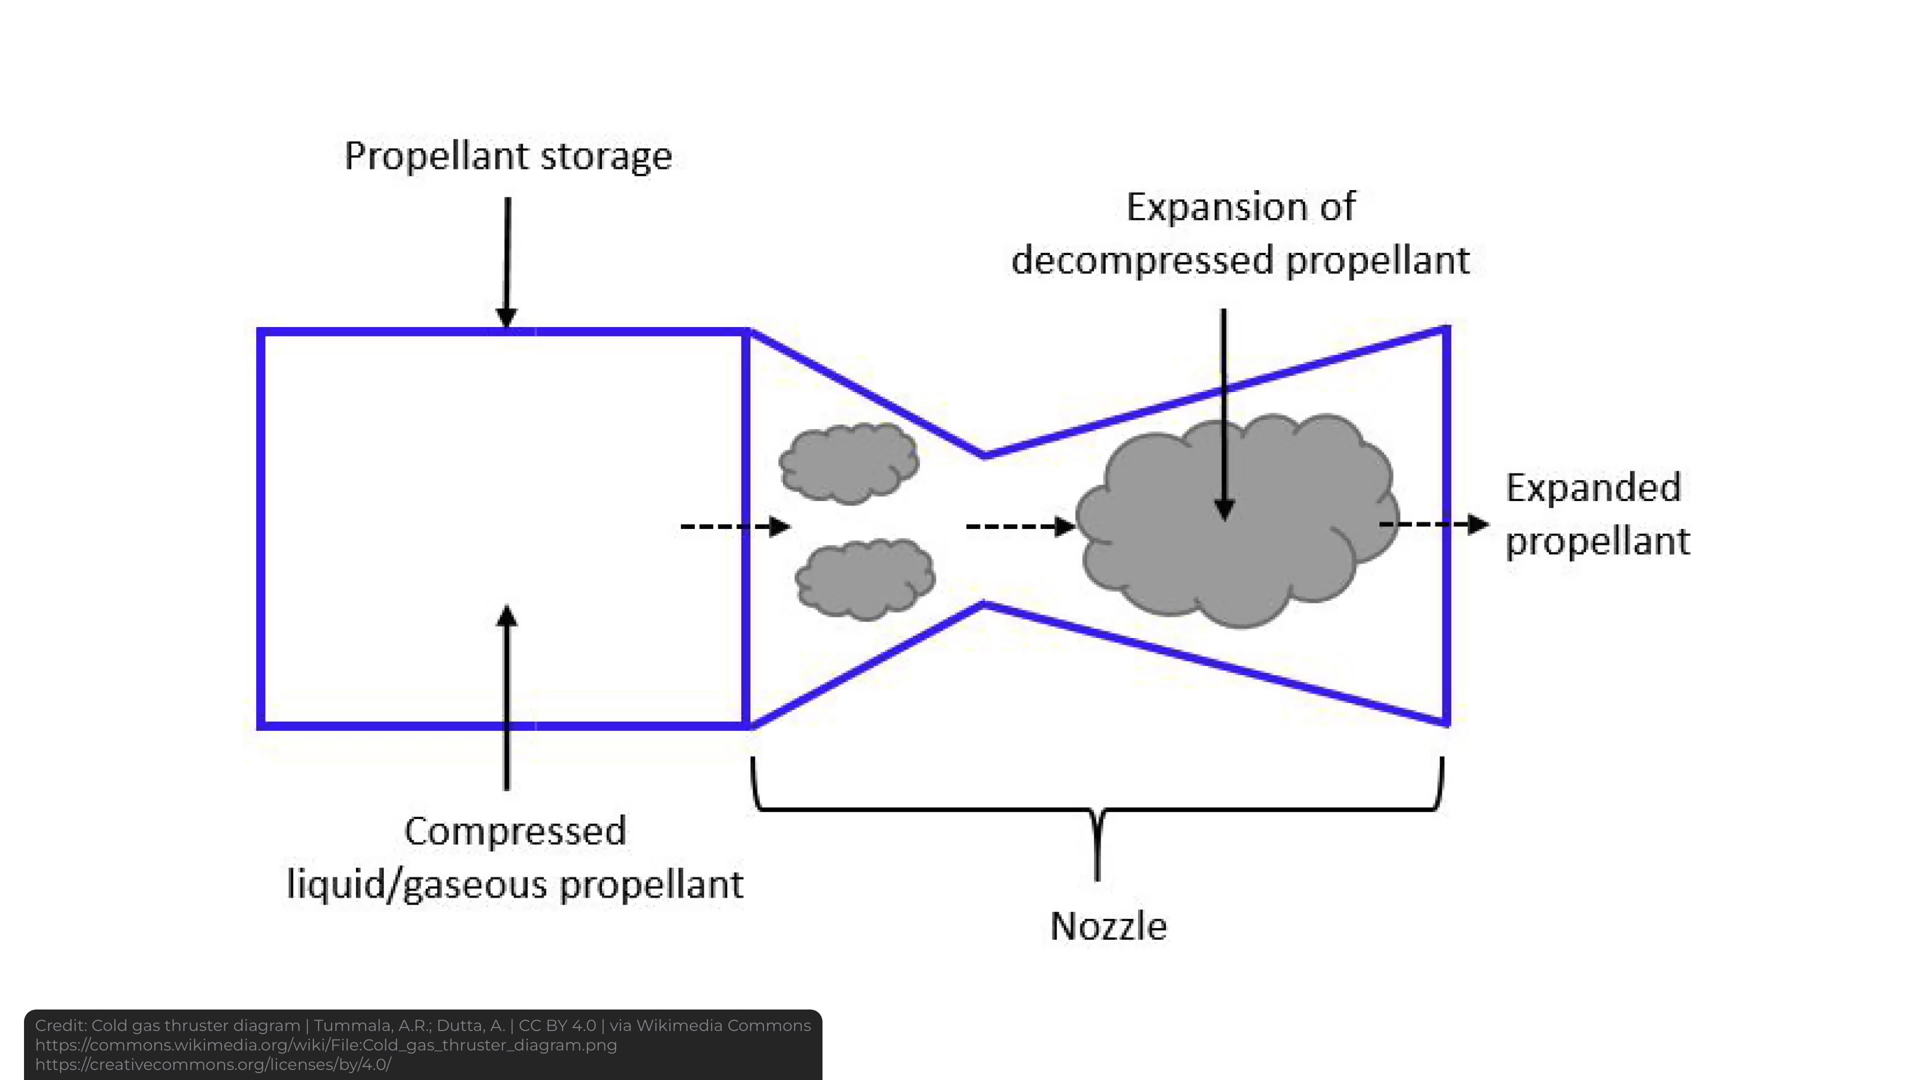 Propellant storage
Expansion of
decompressed propellant
Expanded
propellant
Compressed
liquid/gaseous propellant
Nozzle
Credit: Cold gas thruster diagram | Tummala, A.R.; Dutta, A. | CC BY 4.0 | via Wikimedia Commons
https://commons.wikimedia.org/wiki/File:Cold_gas_thruster_diagram.png
https://creativecommons.org/licenses/by/4.0/